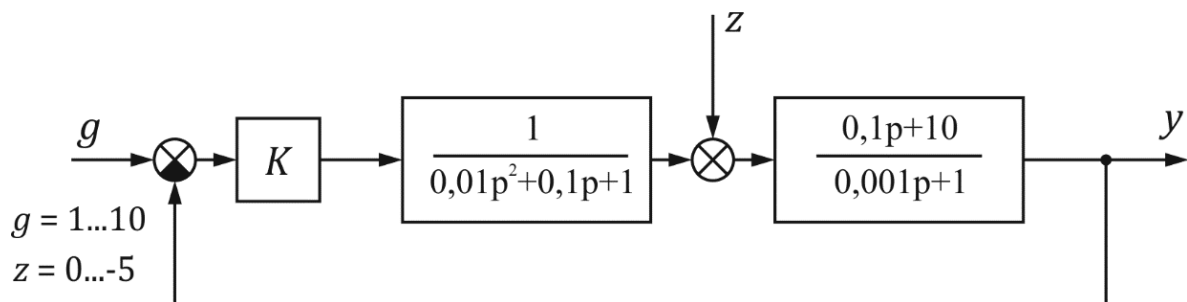 z
g
K
1
0,01p²+0,1p+1
0,1p+10
0,001p+1
y
g = 1...10
z = 0...-5